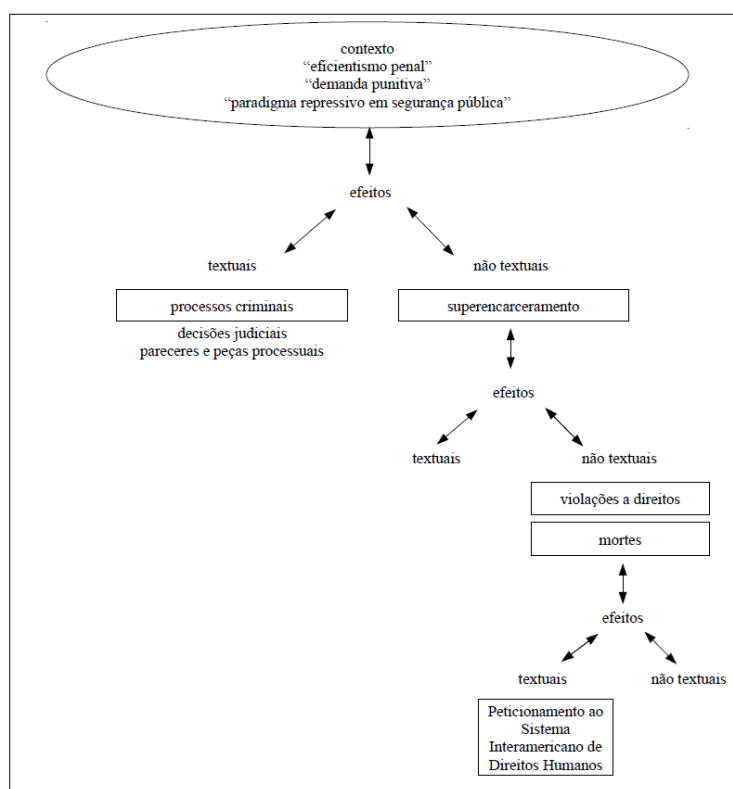 contexto
“eficientismo penal”
“demanda punitiva”
“paradigma repressivo em segurança pública”
efeitos
textuais
não textuais
processos criminais
superencarceramento
decisões judiciais
pareceres e peças processuais
efeitos
textuais
não textuais
violações a direitos
mortes
efeitos
textuais
não textuais
Peticionamento ao
Sistema
Interamericano de
Direitos Humanos